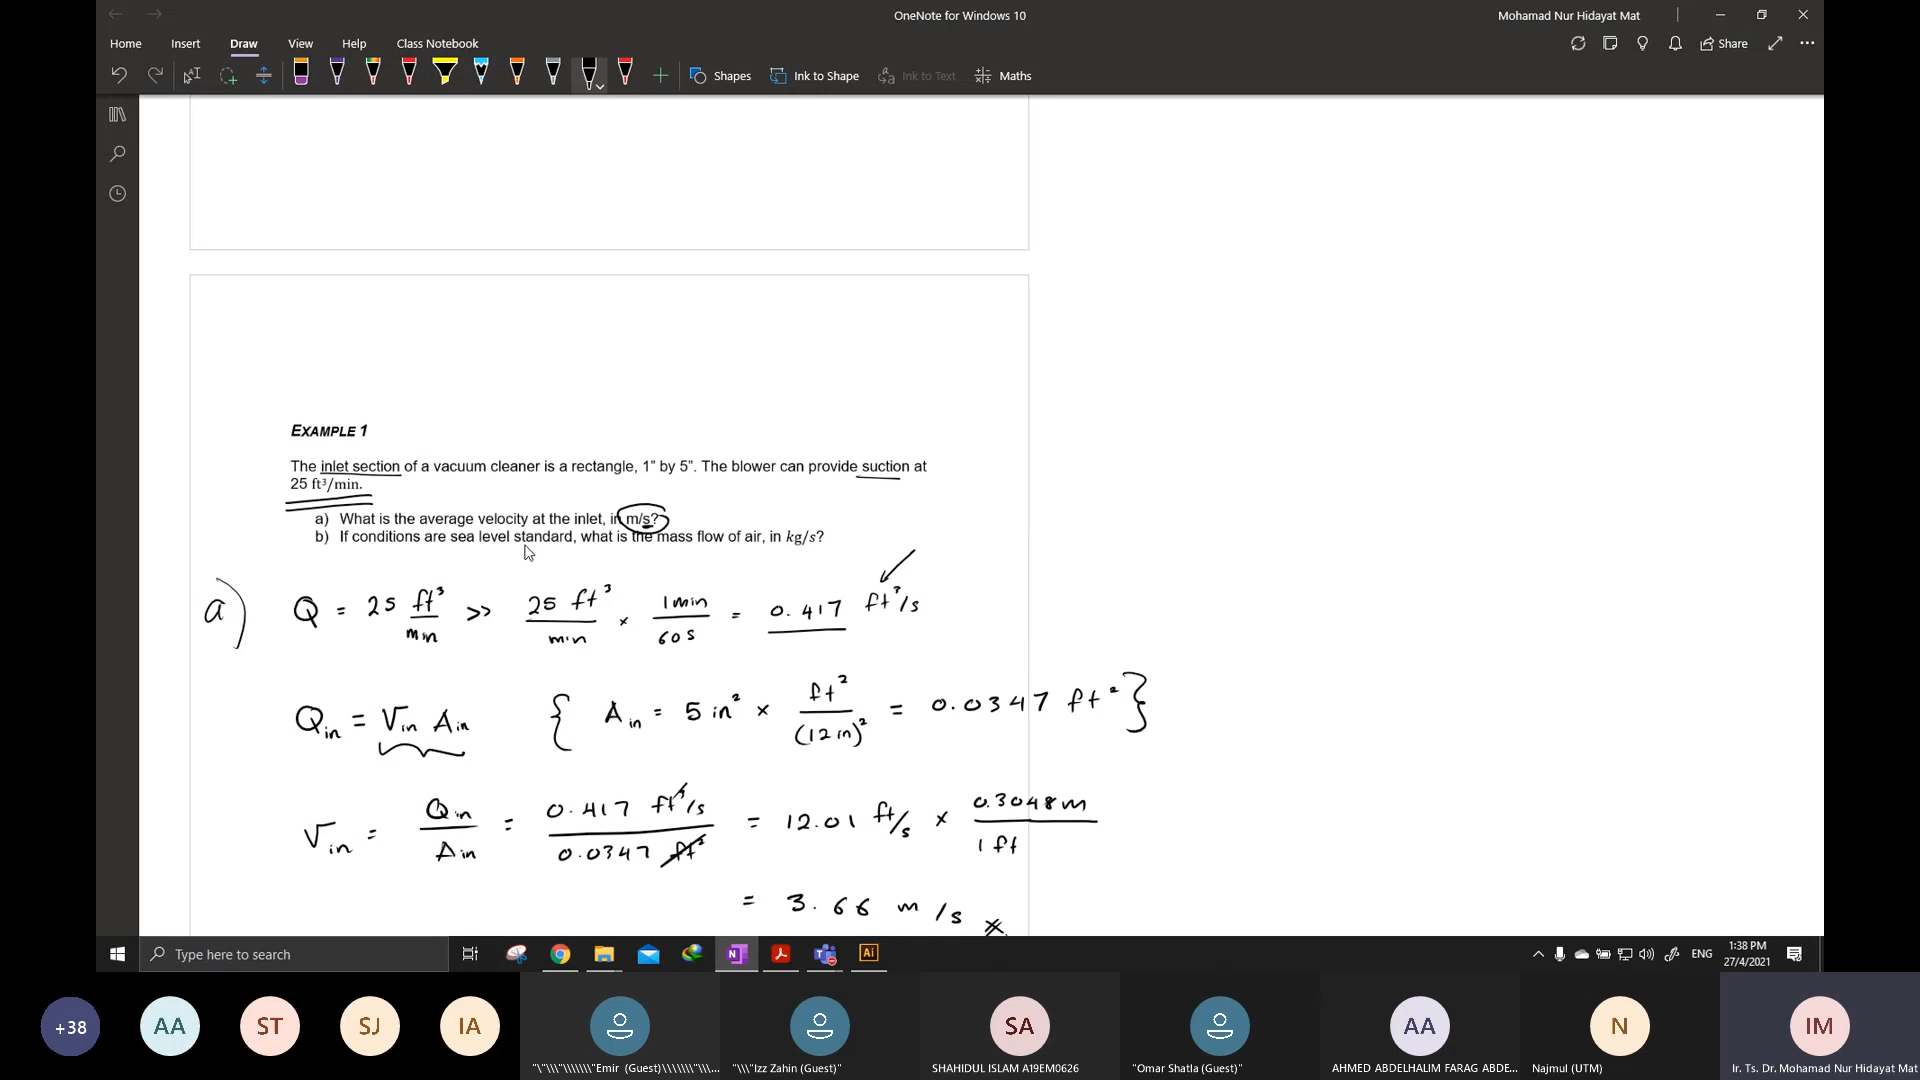 OneNote for Windows 10
Mohamad Nur Hidayat Mat
Home Insert Draw View Help Class Notebook
Share
Shapes Ink to Shape Ink to Text Maths
EXAMPLE 1
The inlet section of a vacuum cleaner is a rectangle, 1” by 5”. The blower can provide suction at
25 ft³/min.
a) What is the average velocity at the inlet, in m/s?
b) If conditions are sea level standard, what is the mass flow of air, in kg/s?
a) Q = 25 ft³/min >> 25 ft³/min × 1min/60s = 0.417 ft³/s
Qin = Vin Ain { Ain = 5 in² × ft²/(12in)² = 0.0347 ft² }
Vin = Qin/Ain = 0.417 ft³/s / 0.0347 ft² = 12.01 ft/s × 0.3048m/1 ft
= 3.66 m/s
Type here to search
ENG
1:38 PM
27/4/2021
+38 AA ST SJ IA SA AA N IM
"\"\\\"\\\\\\\"Emir (Guest)\\\\\\\"\\... "\\\"Izz Zahin (Guest)" SHAHIDUL ISLAM A19EM0626 "Omar Shatla (Guest)" AHMED ABDELHALIM FARAG ABDE... Najmul (UTM) Ir. Ts. Dr. Mohamad Nur Hidayat Mat